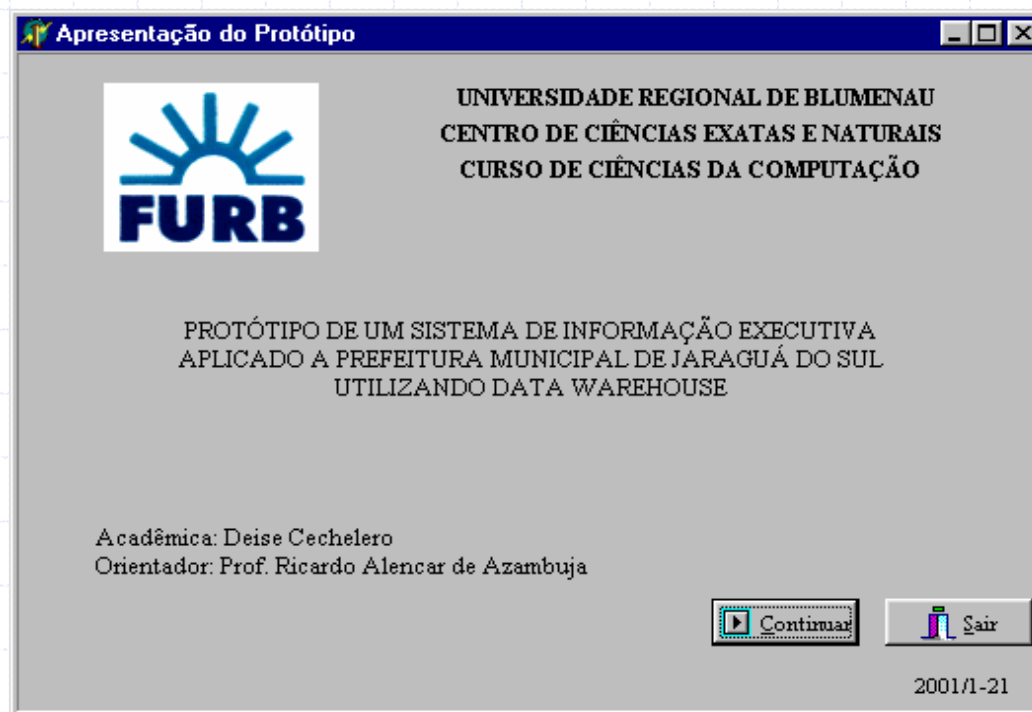 Apresentação do Protótipo
FURB
UNIVERSIDADE REGIONAL DE BLUMENAU
CENTRO DE CIÊNCIAS EXATAS E NATURAIS
CURSO DE CIÊNCIAS DA COMPUTAÇÃO
PROTÓTIPO DE UM SISTEMA DE INFORMAÇÃO EXECUTIVA
APLICADO A PREFEITURA MUNICIPAL DE JARAGUÁ DO SUL
UTILIZANDO DATA WAREHOUSE
Acadêmica: Deise Cechelero
Orientador: Prof. Ricardo Alencar de Azambuja
Continuar
Sair
2001/1-21